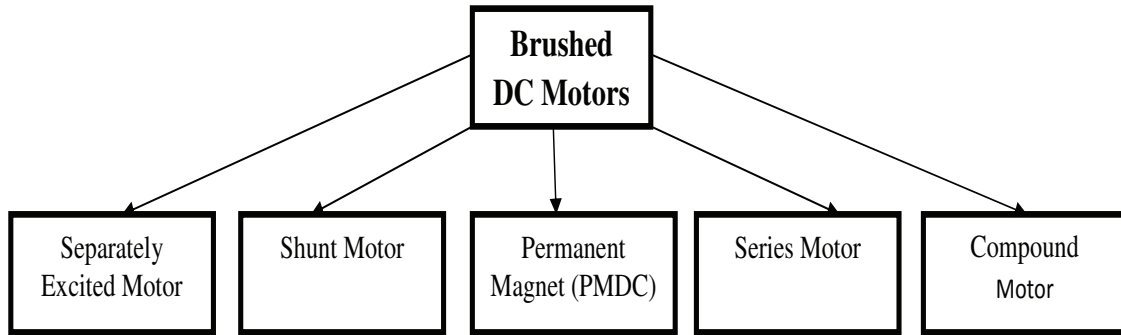 Brushed
DC Motors
Separately
Excited Motor
Shunt Motor
Permanent
Magnet (PMDC)
Series Motor
Compound
Motor